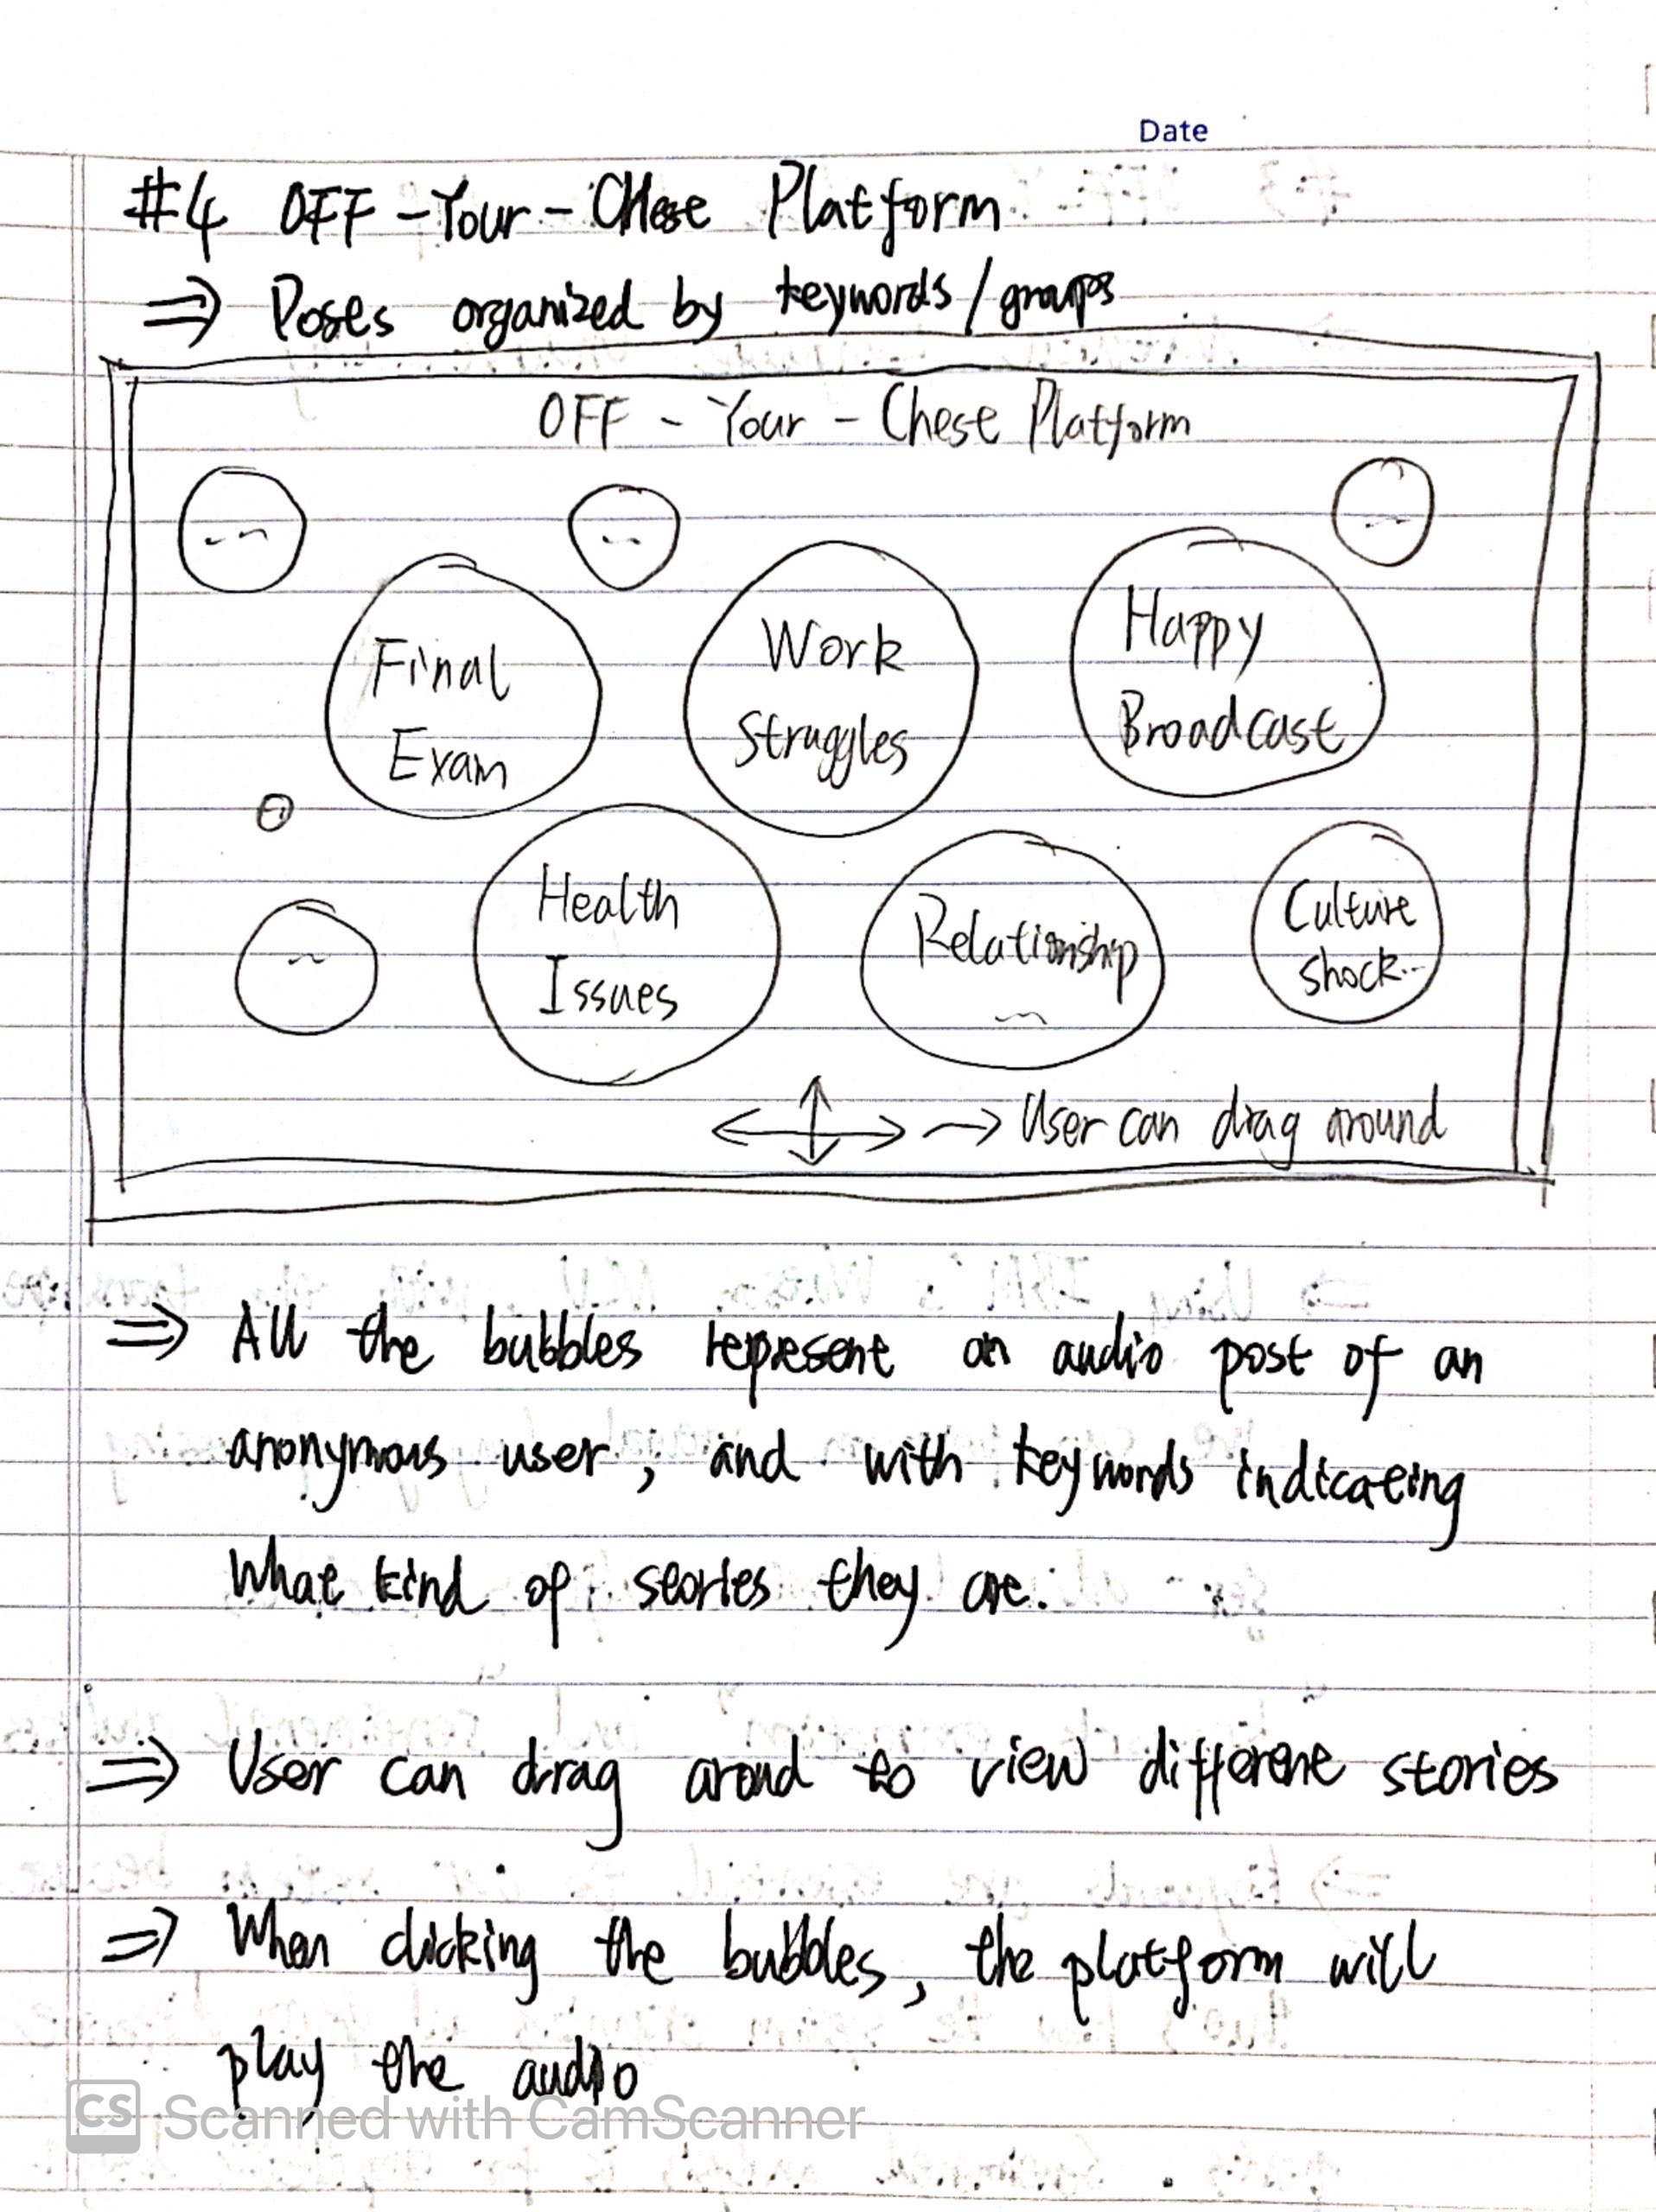 Date
#4 OFF-Your-Chest Platform
⇒ Posts organized by keywords/groups
OFF - Your - Chest Platform
Final
Exam
Work
Struggles
Happy
Broadcast
Health
Issues
Relationship
Culture
shock..
→ User can drag around
⇒ All the bubbles represent an audio post of an
anonymous user, and with keywords indicating
what kind of stories they are.
⇒ User can drag aroud to view different stories
⇒ When clicking the bubbles, the platform will
play the audio
CS Scanned with CamScanner